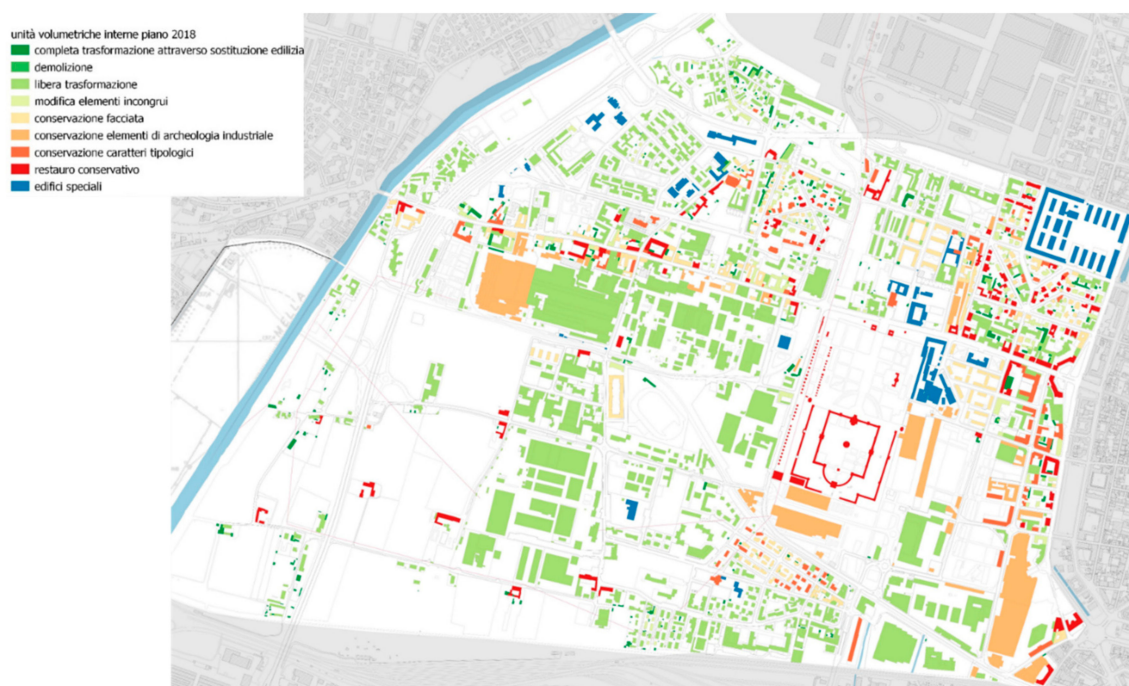 unità volumetriche interne piano 2018
completa trasformazione attraverso sostituzione edilizia
demolizione
libera trasformazione
modifica elementi incongrui
conservazione facciata
conservazione elementi di archeologia industriale
conservazione caratteri tipologici
restauro conservativo
edifici speciali